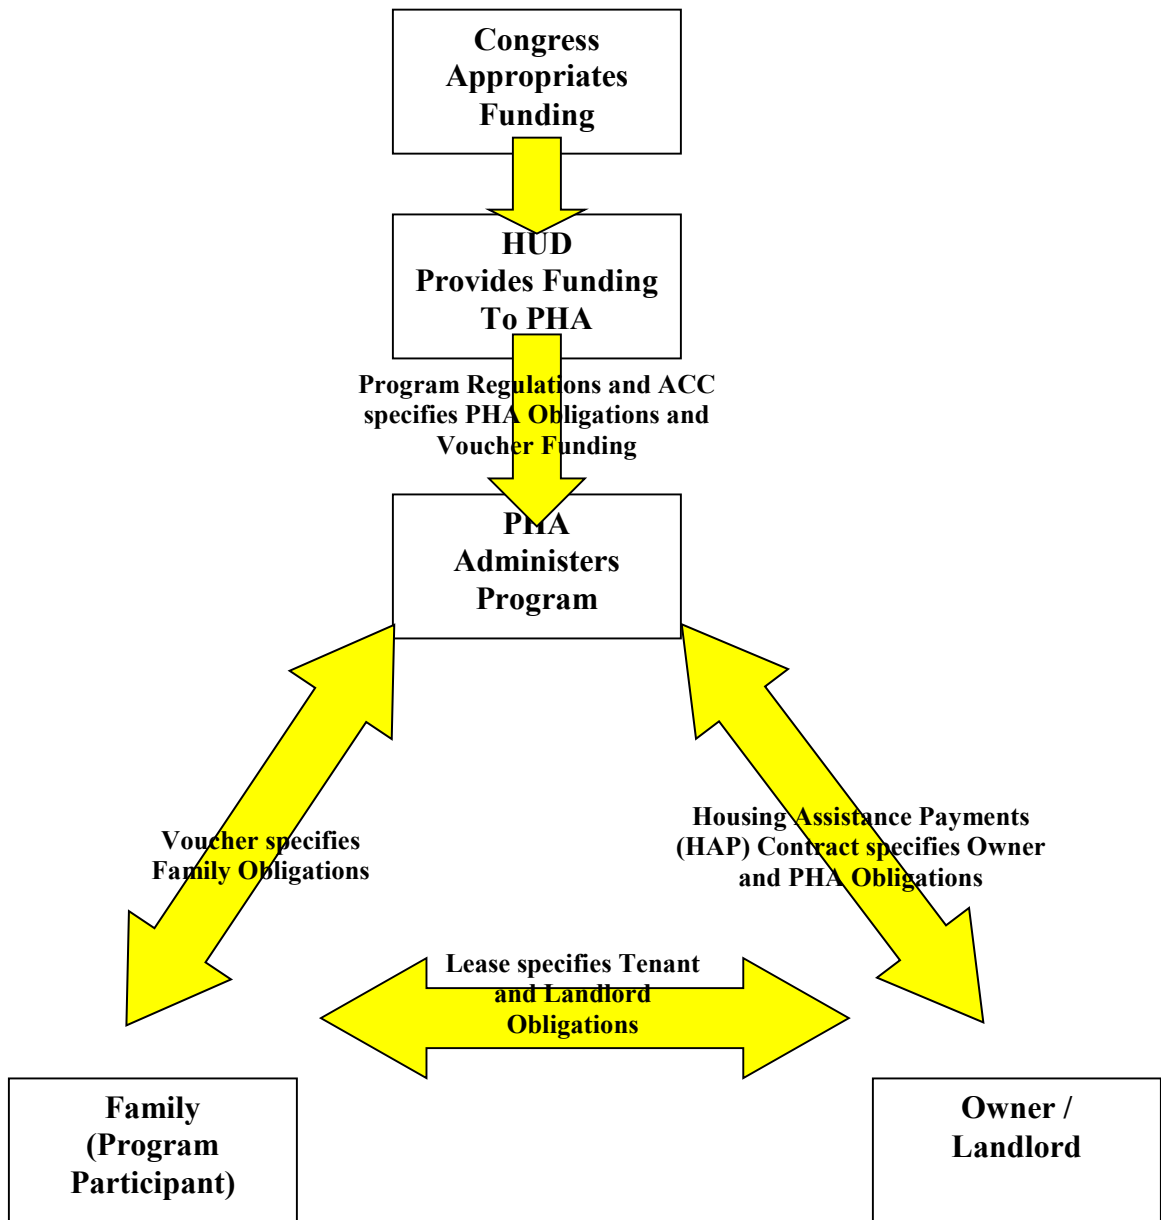 Congress
Appropriates
Funding
HUD
Provides Funding
To PHA
Program Regulations and ACC
specifies PHA Obligations and
Voucher Funding
PHA
Administers
Program
Voucher specifies
Family Obligations
Housing Assistance Payments
(HAP) Contract specifies Owner
and PHA Obligations
Lease specifies Tenant
and Landlord
Obligations
Family
(Program
Participant)
Owner /
Landlord